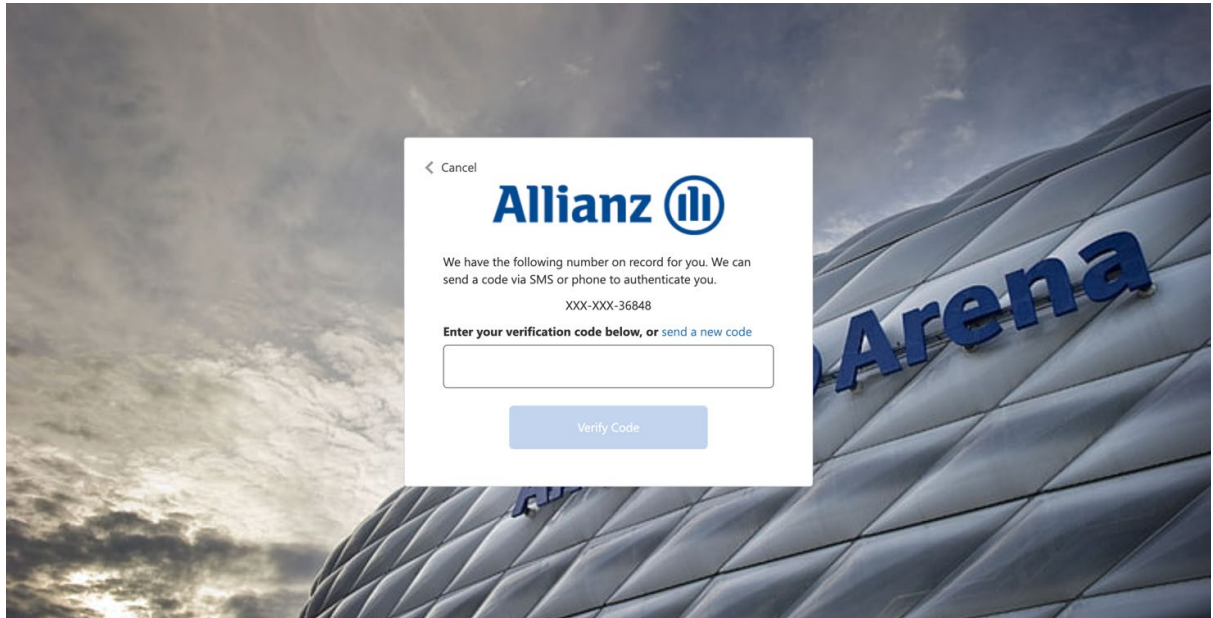 Cancel
Allianz
We have the following number on record for you. We can
send a code via SMS or phone to authenticate you.
XXX-XXX-36848
Enter your verification code below, or send a new code
Verify Code
Arena